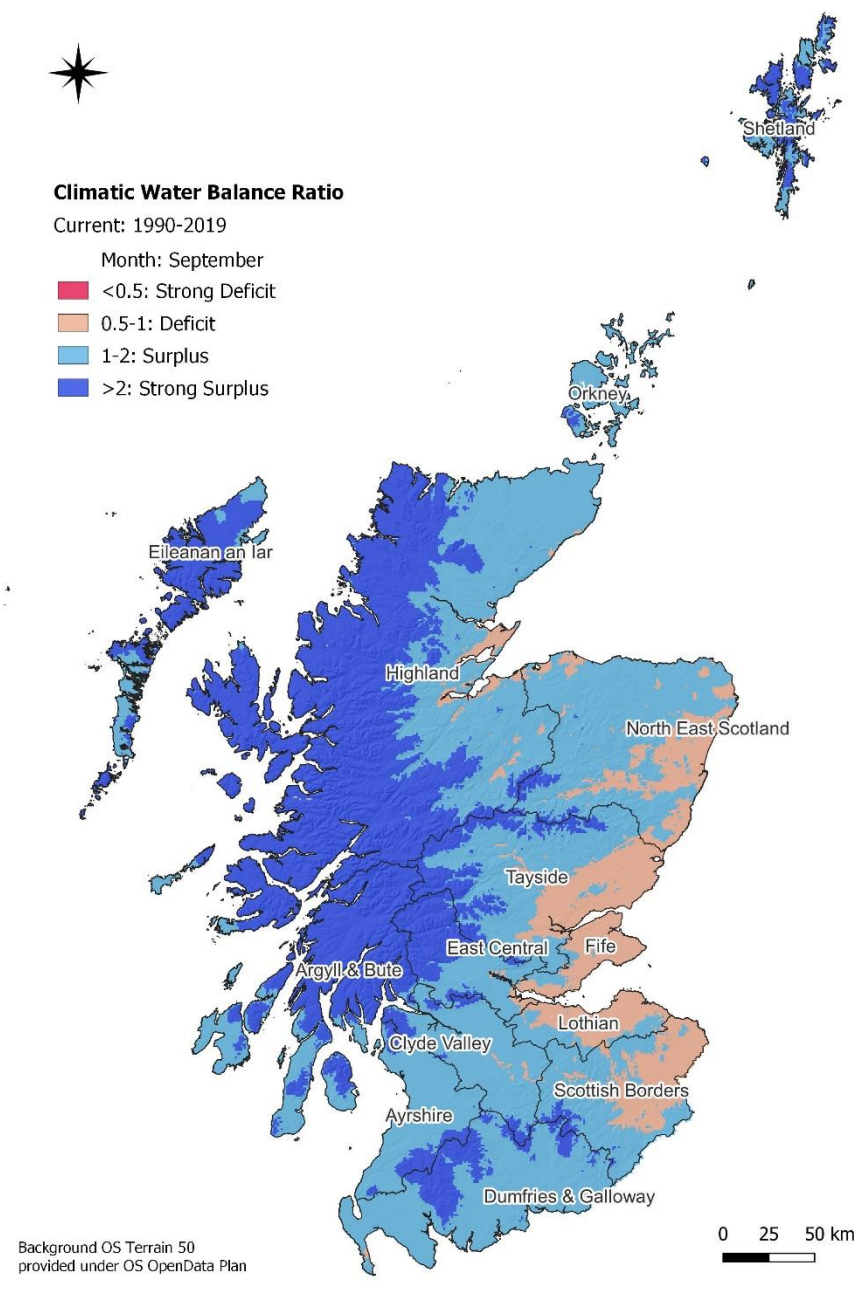 Shetland
Climatic Water Balance Ratio
Current: 1990-2019
Month: September
<0.5: Strong Deficit
0.5-1: Deficit
1-2: Surplus
>2: Strong Surplus
Orkney
Eileanan an Iar
Highland
North East Scotland
Tayside
East Central
Fife
Argyll & Bute
Lothian
Clyde Valley
Scottish Borders
Ayrshire
Dumfries & Galloway
0 25 50 km
Background OS Terrain 50
provided under OS OpenData Plan